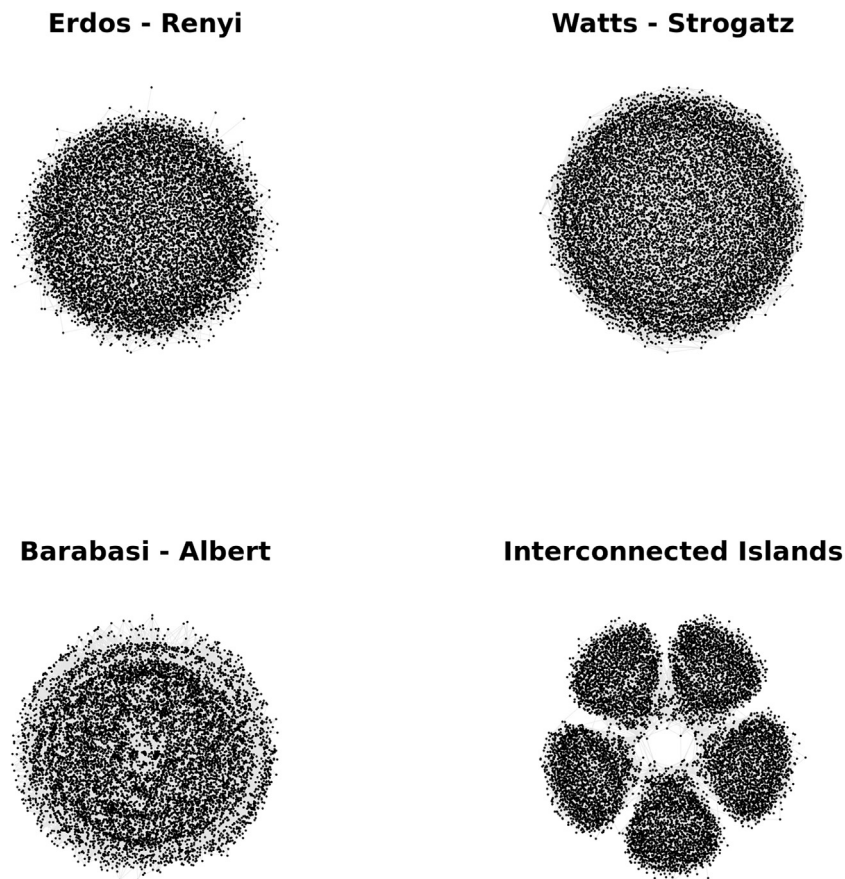 Erdos - Renyi
Watts - Strogatz
Barabasi - Albert
Interconnected Islands